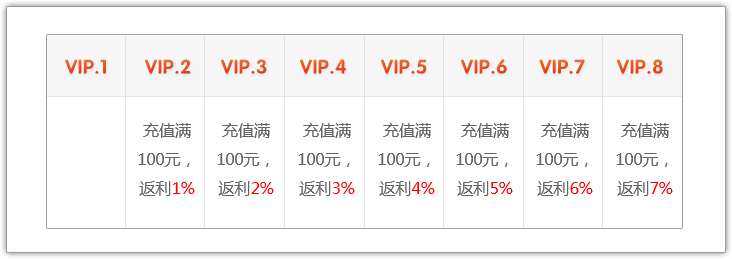 VIP.1 VIP.2 VIP.3 VIP.4 VIP.5 VIP.6 VIP.7 VIP.8
充值满 充值满 充值满 充值满 充值满 充值满 充值满
100元， 100元， 100元， 100元， 100元， 100元， 100元，
返利1% 返利2% 返利3% 返利4% 返利5% 返利6% 返利7%